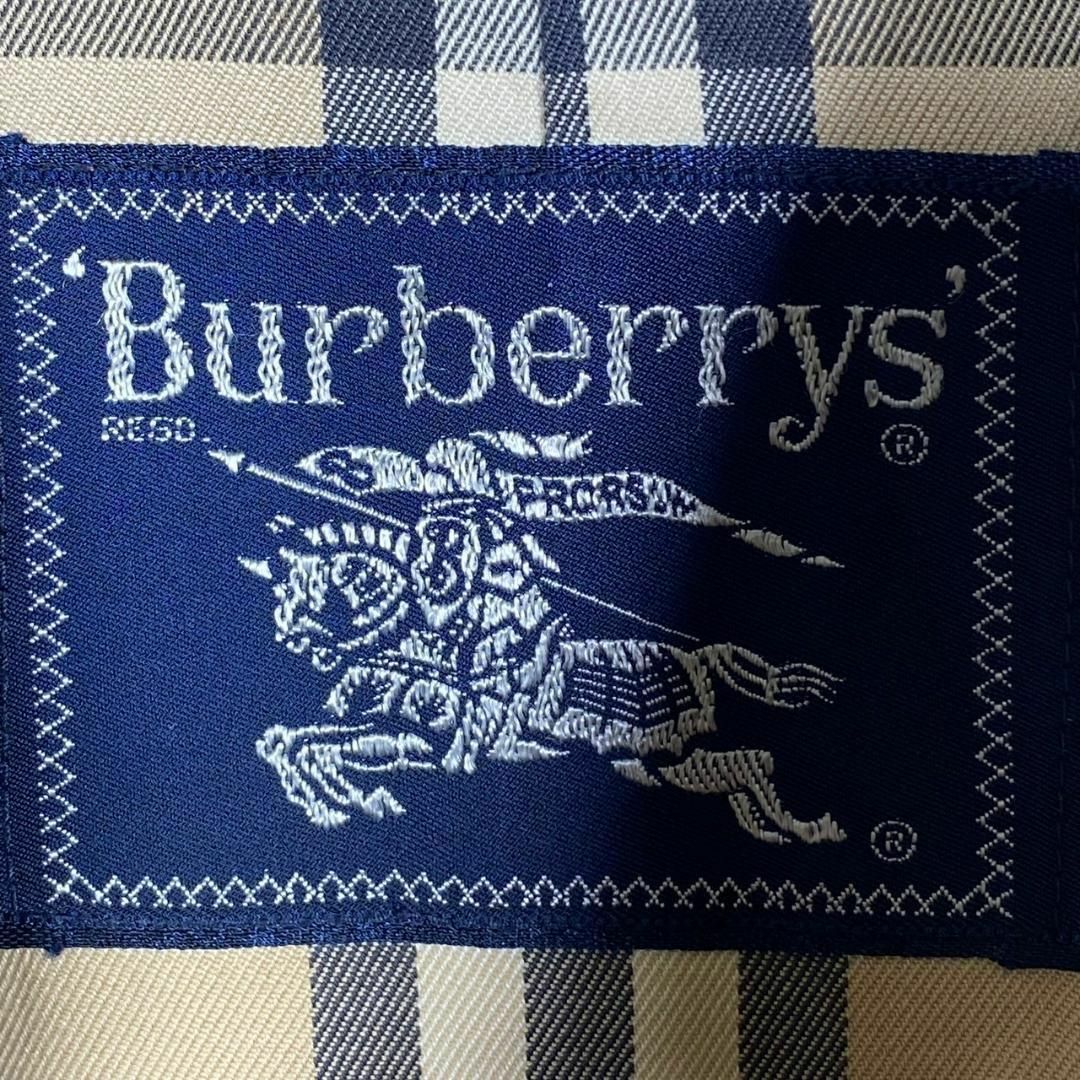 'Burberrys'
REGD.
®
PRORSUM
B
®